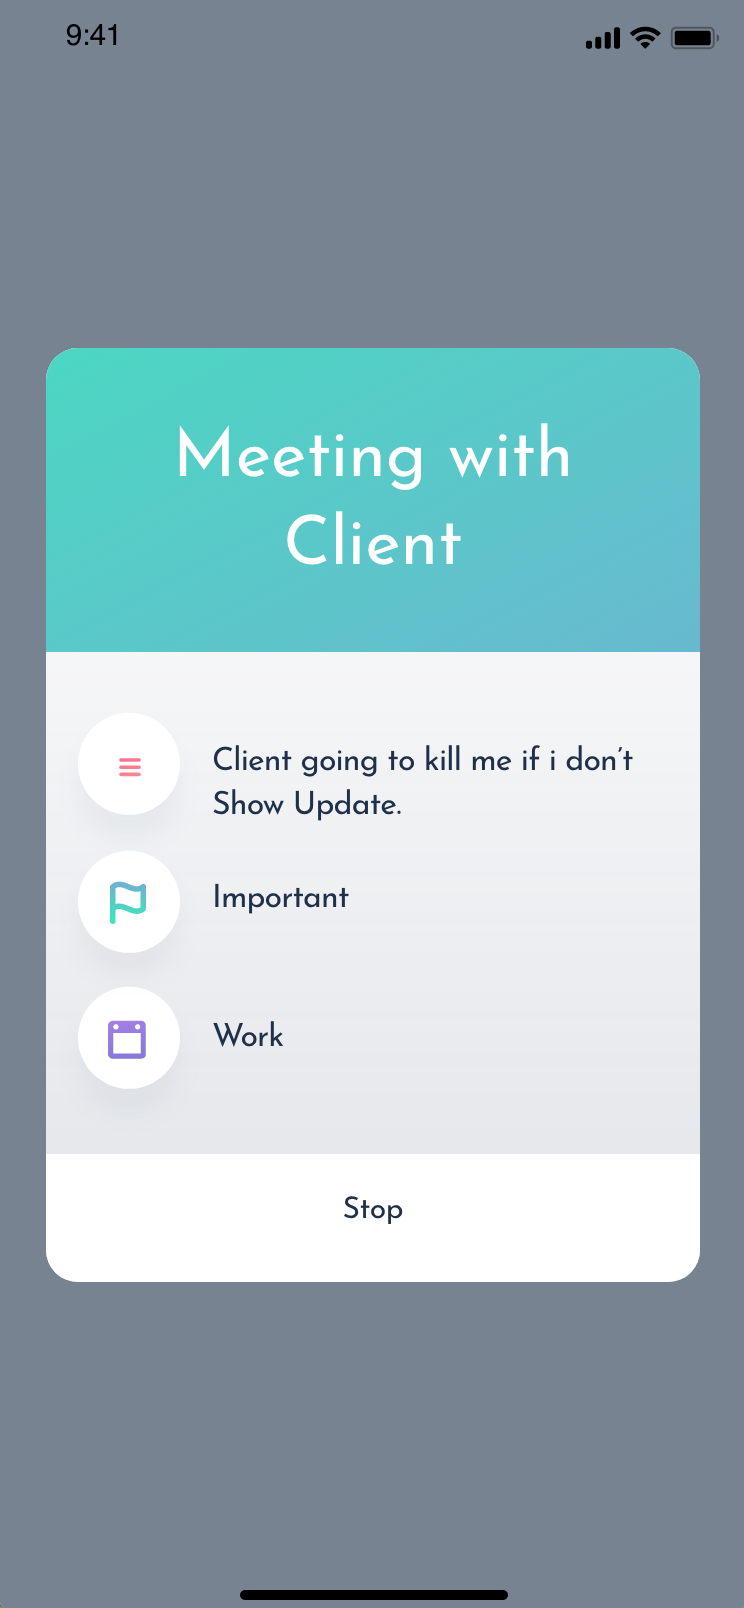 9:41
Meeting with
Client
Client going to kill me if i don’t
Show Update.
Important
Work
Stop